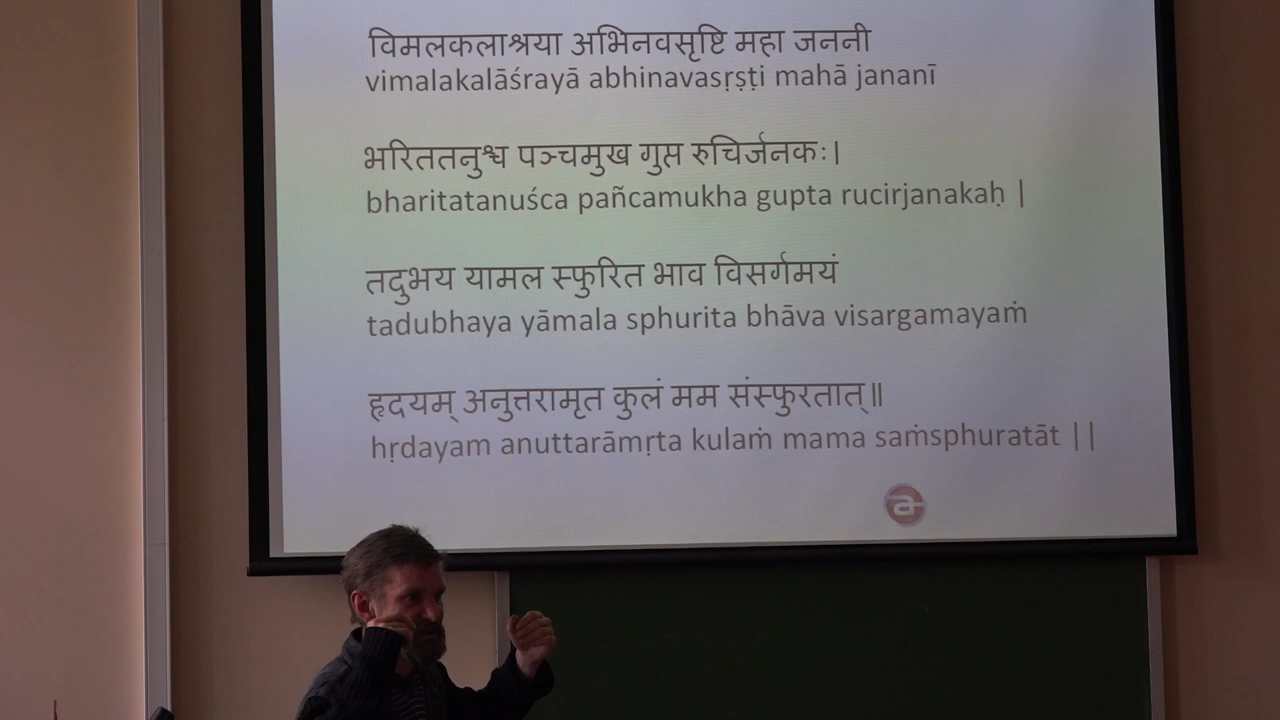 विमलकलाश्रया अभिनवसृष्टि महा जननी
vimalakalāśrayā abhinavasṛṣṭi mahā jananī
भरिततनुश्च पञ्चमुख गुप्त रुचिर्जनकः।
bharitatanuśca pañcamukha gupta rucirjanakaḥ |
तदुभय यामल स्फुरित भाव विसर्गमयं
tadubhaya yāmala sphurita bhāva visargamayaṁ
हृदयम् अनुत्तरामृत कुलं मम संस्फुरतात्॥
hṛdayam anuttarāmṛta kulaṁ mama saṁsphuratāt ||
a